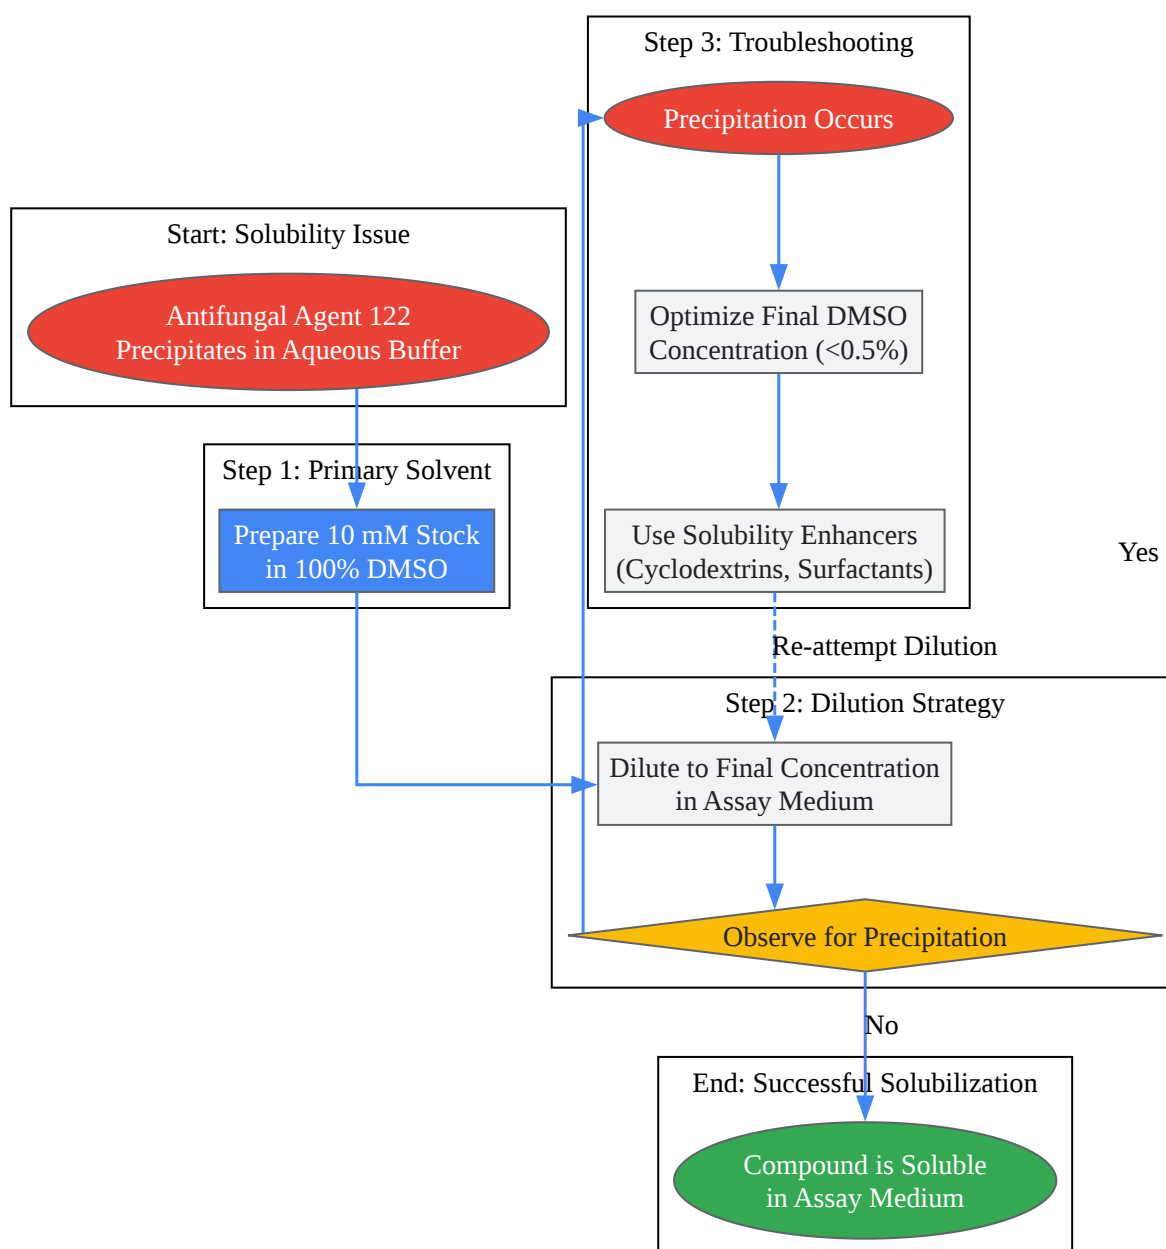 Step 3: Troubleshooting
Precipitation Occurs
Start: Solubility Issue
Antifungal Agent 122
Precipitates in Aqueous Buffer
Optimize Final DMSO
Concentration (<0.5%)
Step 1: Primary Solvent
Prepare 10 mM Stock
in 100% DMSO
Use Solubility Enhancers
(Cyclodextrins, Surfactants)
Yes
Re-attempt Dilution
Step 2: Dilution Strategy
Dilute to Final Concentration
in Assay Medium
Observe for Precipitation
No
End: Successful Solubilization
Compound is Soluble
in Assay Medium